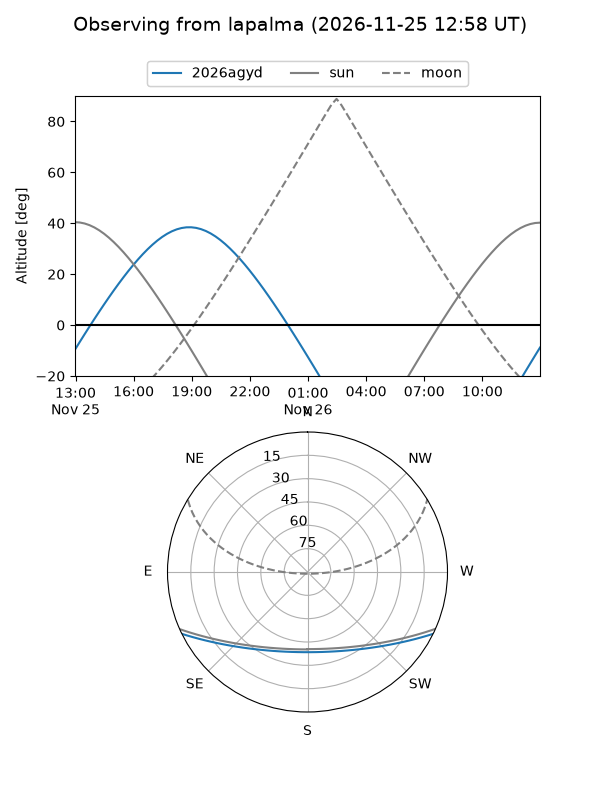 Observing from lapalma (2026-11-25 12:58 UT)
2026agyd sun moon
Altitude [deg]
80
60
40
20
0
−20
13:00 16:00 19:00 22:00 01:00 04:00 07:00 10:00
Nov 25 Nov 26
N
NE NW
15
30
45
60
75
E W
SE SW
S